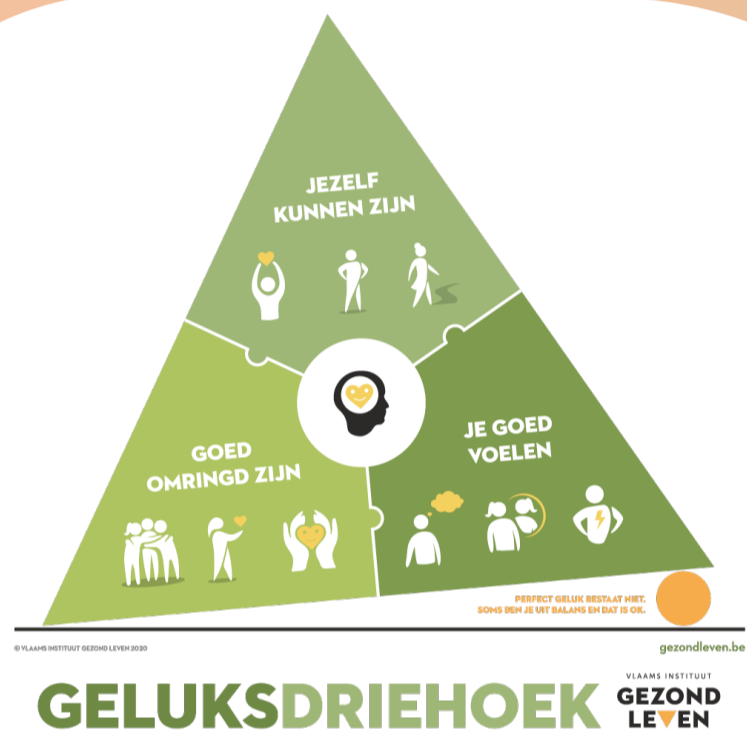 JEZELF
KUNNEN ZIJN
GOED
OMRINGD ZIJN
JE GOED
VOELEN
PERFECT GELUK BESTAAT NIET.
SOMS BEN JE UIT BALANS EN DAT IS OK.
© VLAAMS INSTITUUT GEZOND LEVEN 2020
gezondleven.be
GELUKSDRIEHOEK
VLAAMS INSTITUUT
GEZOND
LEVEN